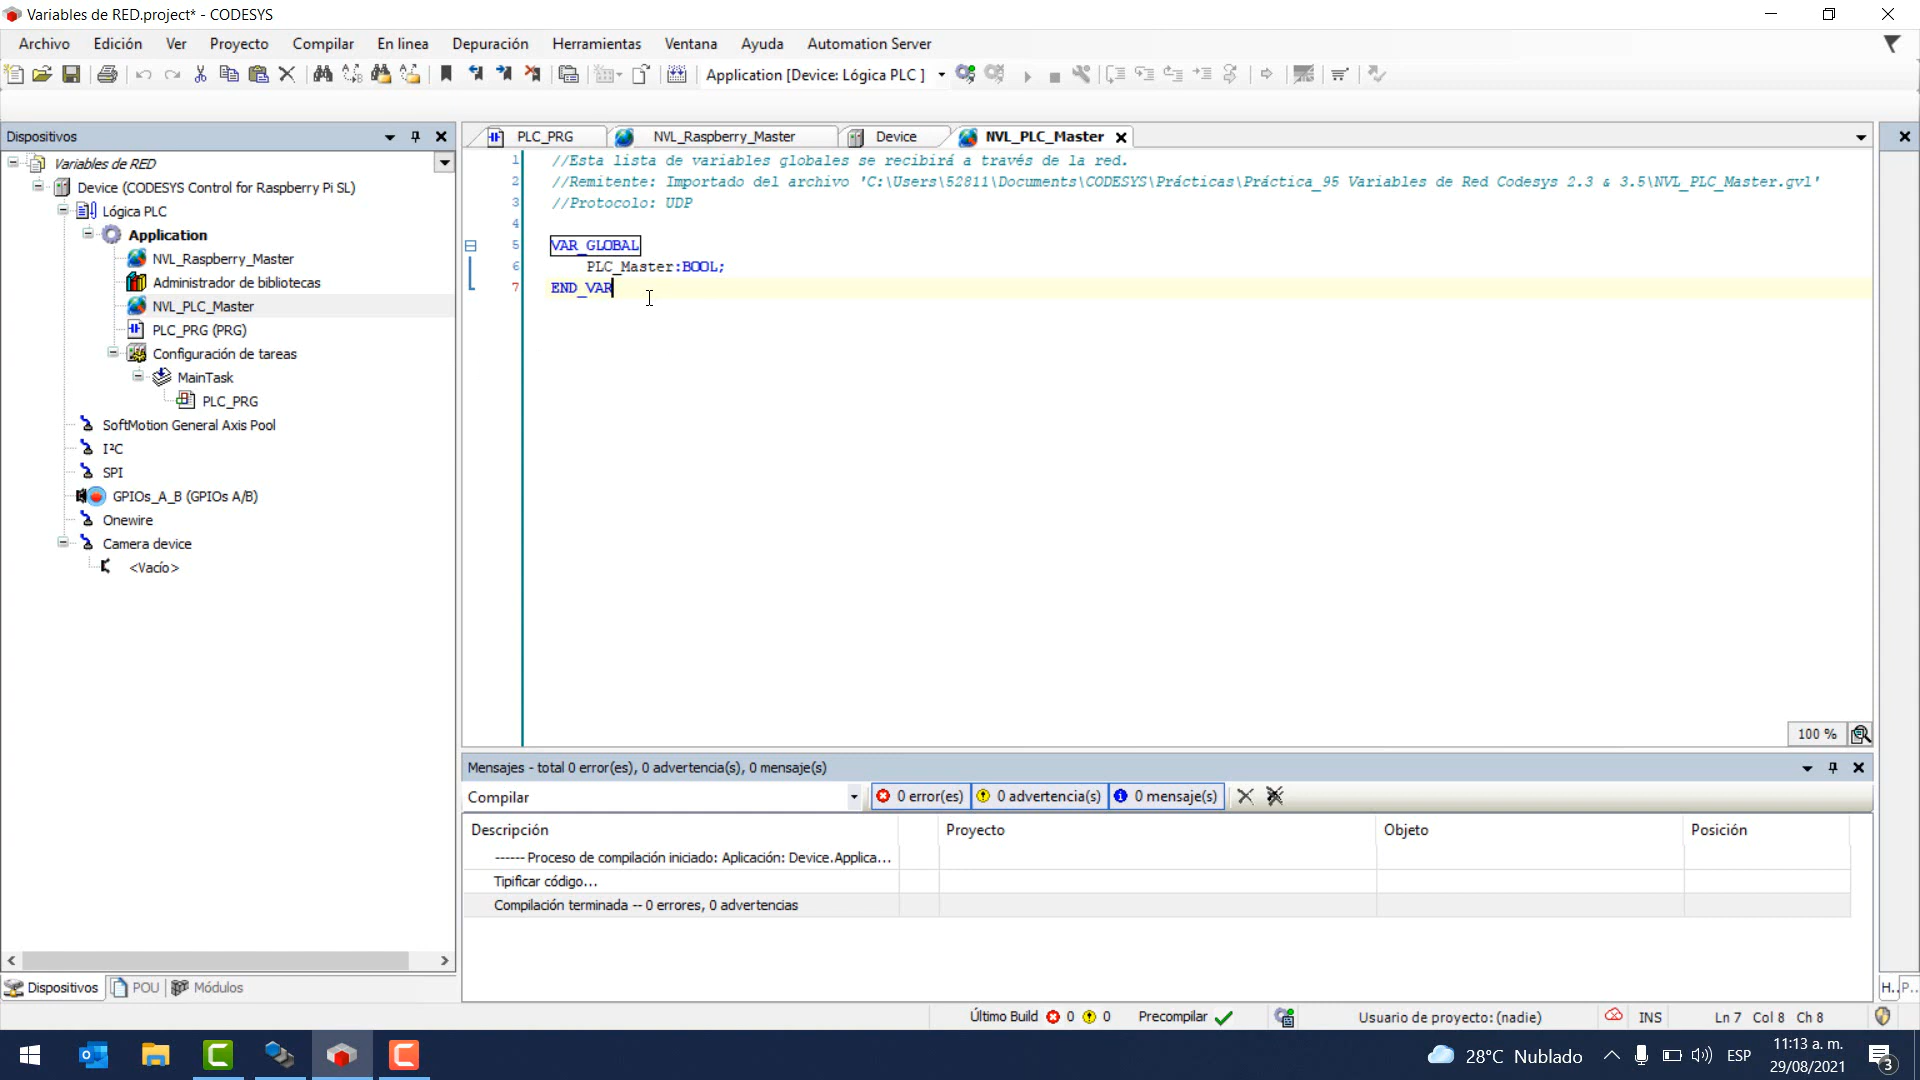 Variables de RED.project* - CODESYS
Archivo Edición Ver Proyecto Compilar En linea Depuración Herramientas Ventana Ayuda Automation Server
Application [Device: Lógica PLC ]
Dispositivos
Variables de RED
Device (CODESYS Control for Raspberry Pi SL)
Lógica PLC
Application
NVL_Raspberry_Master
Administrador de bibliotecas
NVL_PLC_Master
PLC_PRG (PRG)
Configuración de tareas
MainTask
PLC_PRG
SoftMotion General Axis Pool
I²C
SPI
GPIOs_A_B (GPIOs A/B)
Onewire
Camera device
<Vacío>
Dispositivos POU Módulos
PLC_PRG NVL_Raspberry_Master Device NVL_PLC_Master
1 //Esta lista de variables globales se recibirá a través de la red.
2 //Remitente: Importado del archivo 'C:\Users\52811\Documents\CODESYS\Prácticas\Práctica_95 Variables de Red Codesys 2.3 & 3.5\NVL_PLC_Master.gvl'
3 //Protocolo: UDP
4
5 VAR_GLOBAL
6 PLC_Master:BOOL;
7 END_VAR
100 %
Mensajes - total 0 error(es), 0 advertencia(s), 0 mensaje(s)
Compilar 0 error(es) 0 advertencia(s) 0 mensaje(s)
Descripción Proyecto Objeto Posición
------ Proceso de compilación iniciado: Aplicación: Device.Applica...
Tipificar código...
Compilación terminada -- 0 errores, 0 advertencias
H.. P..
Último Build 0 0 Precompilar Usuario de proyecto: (nadie) INS Ln 7 Col 8 Ch 8
28°C Nublado ESP 11:13 a. m.
29/08/2021
3